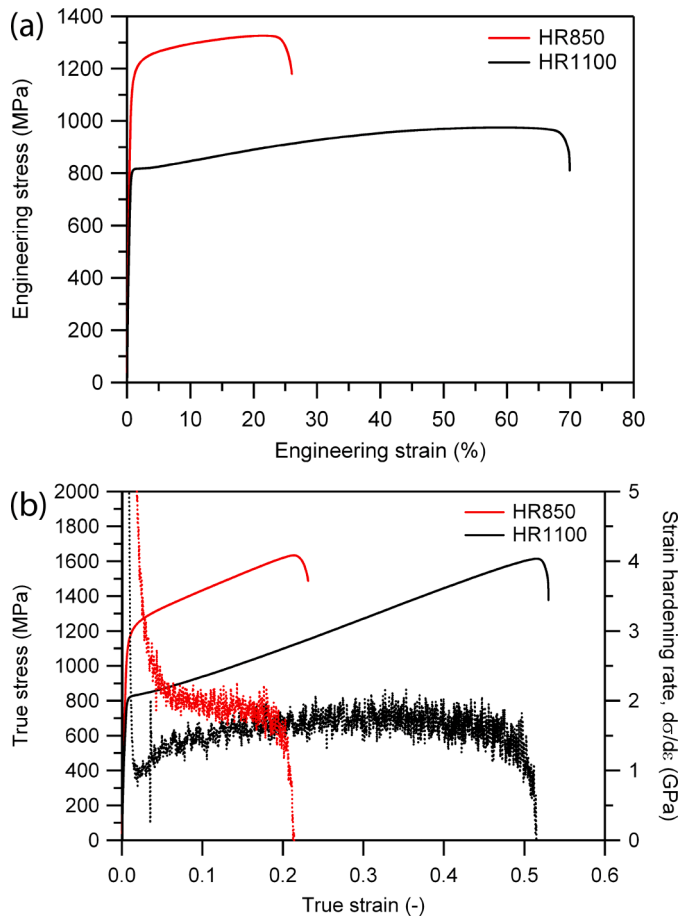 (a)
1400
1200
1000
800
600
400
200
0
Engineering stress (MPa)
HR850
HR1100
0 10 20 30 40 50 60 70 80
Engineering strain (%)
(b)
2000
1800
1600
1400
1200
1000
800
600
400
200
0
True stress (MPa)
HR850
HR1100
5
4
3
2
1
0
Strain hardening rate, dσ/dε (GPa)
0.0 0.1 0.2 0.3 0.4 0.5 0.6
True strain (-)